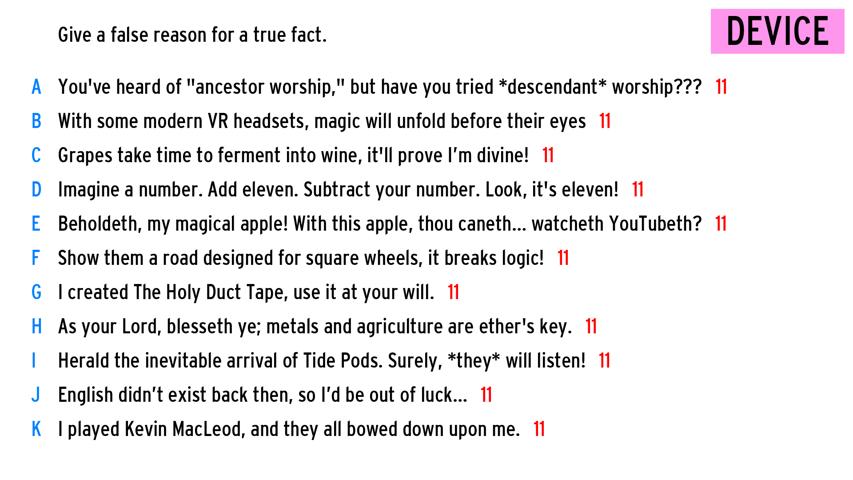 Give a false reason for a true fact.
DEVICE
A You've heard of "ancestor worship," but have you tried *descendant* worship??? 11
B With some modern VR headsets, magic will unfold before their eyes 11
C Grapes take time to ferment into wine, it'll prove I'm divine! 11
D Imagine a number. Add eleven. Subtract your number. Look, it's eleven! 11
E Beholdeth, my magical apple! With this apple, thou caneth... watcheth YouTubeth? 11
F Show them a road designed for square wheels, it breaks logic! 11
G I created The Holy Duct Tape, use it at your will. 11
H As your Lord, blesseth ye; metals and agriculture are ether's key. 11
I Herald the inevitable arrival of Tide Pods. Surely, *they* will listen! 11
J English didn’t exist back then, so I’d be out of luck... 11
K I played Kevin MacLeod, and they all bowed down upon me. 11